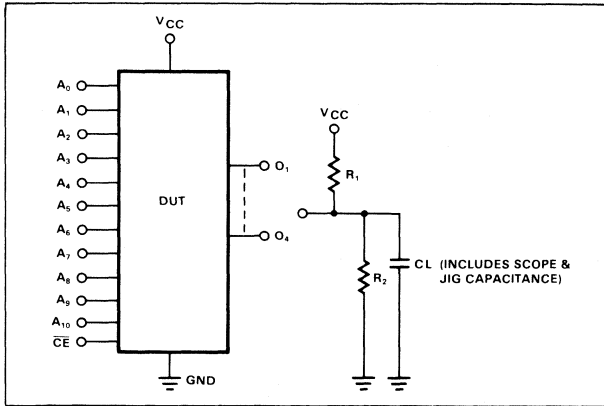 VCC
A0
A1
A2
A3
A4
A5
A6
A7
A8
A9
A10
CE
DUT
O1
O4
GND
VCC
R1
R2
CL (INCLUDES SCOPE &
JIG CAPACITANCE)